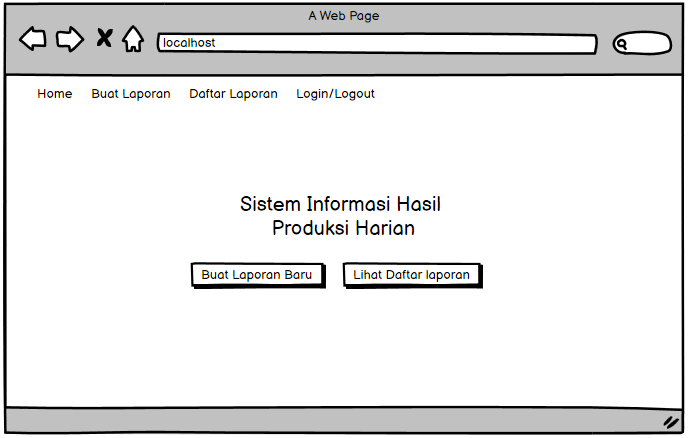 A Web Page
localhost
Home Buat Laporan Daftar Laporan Login/Logout
Sistem Informasi Hasil
Produksi Harian
Buat Laporan Baru Lihat Daftar laporan